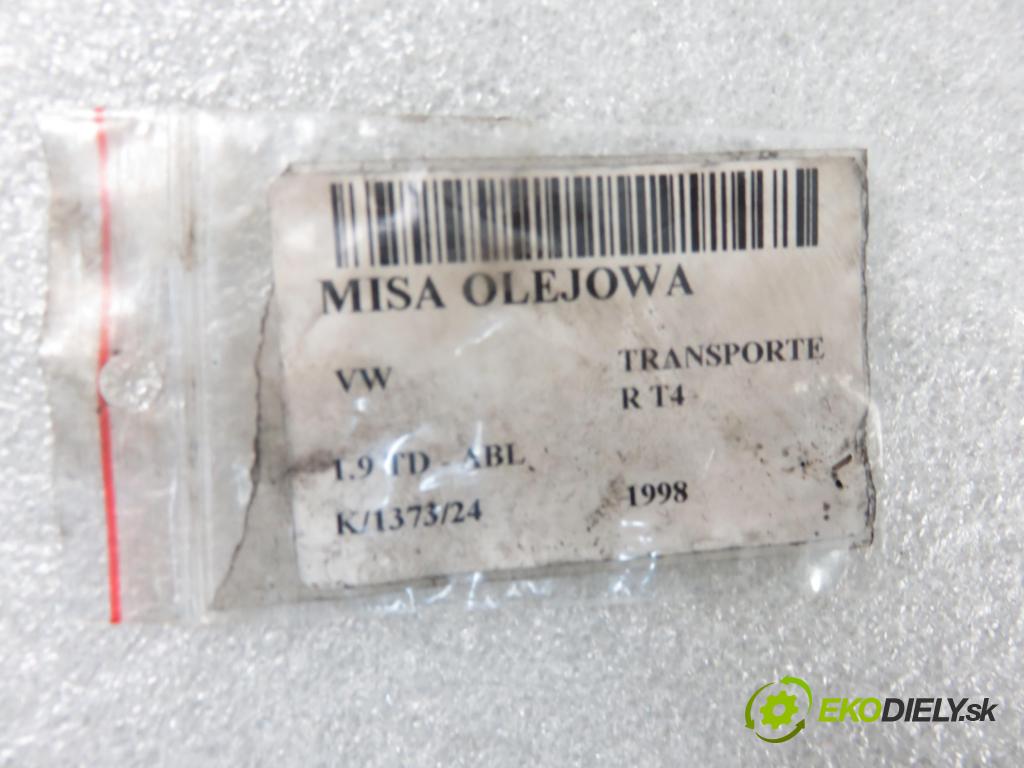 MISA OLEJOWA
VW
TRANSPORTE
R T4
1.9 TD - ABL
K/1373/24
1998
EKODIELY.sk